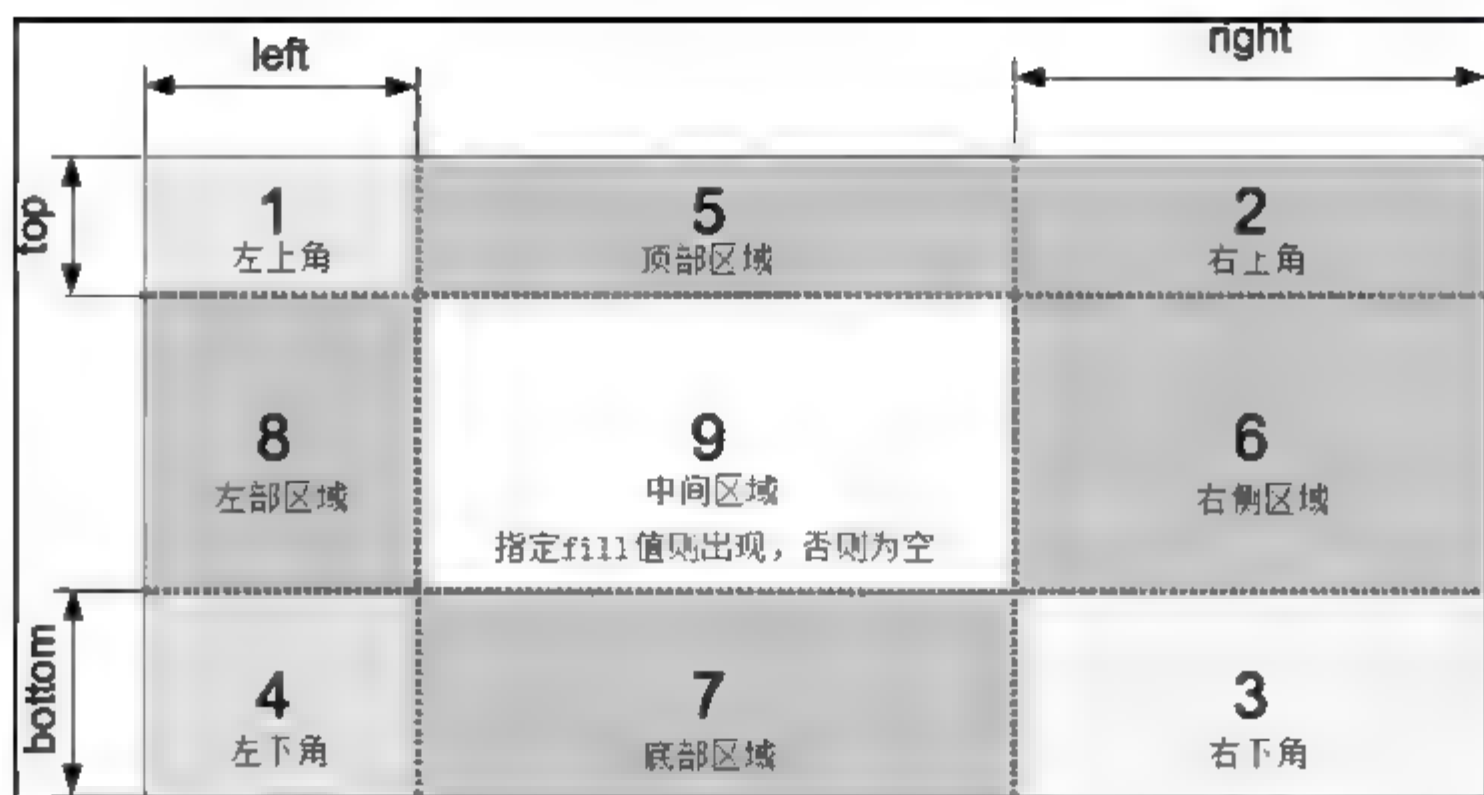 left
right
top
1
左上角
5
顶部区域
2
右上角
8
左部区域
9
中间区域
指定fill值则出现，否则为空
6
右侧区域
bottom
4
左下角
7
底部区域
3
右下角